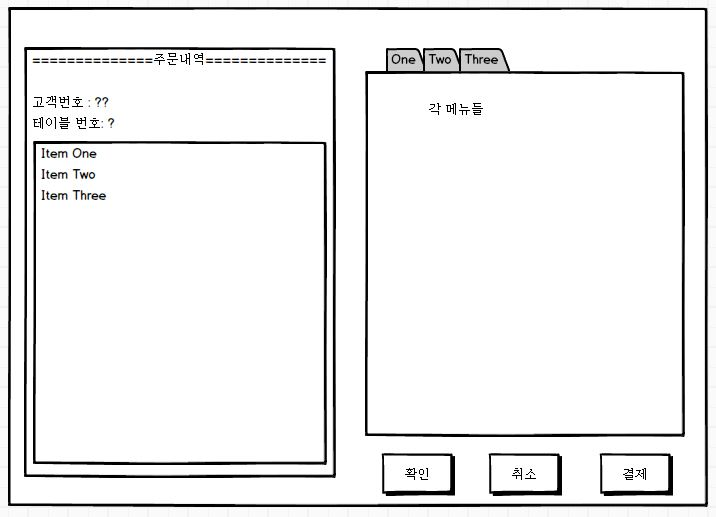 ==============주문내역==============
고객번호 : ??
테이블 번호: ?
Item One
Item Two
Item Three
One Two Three
각 메뉴들
확인 취소 결제